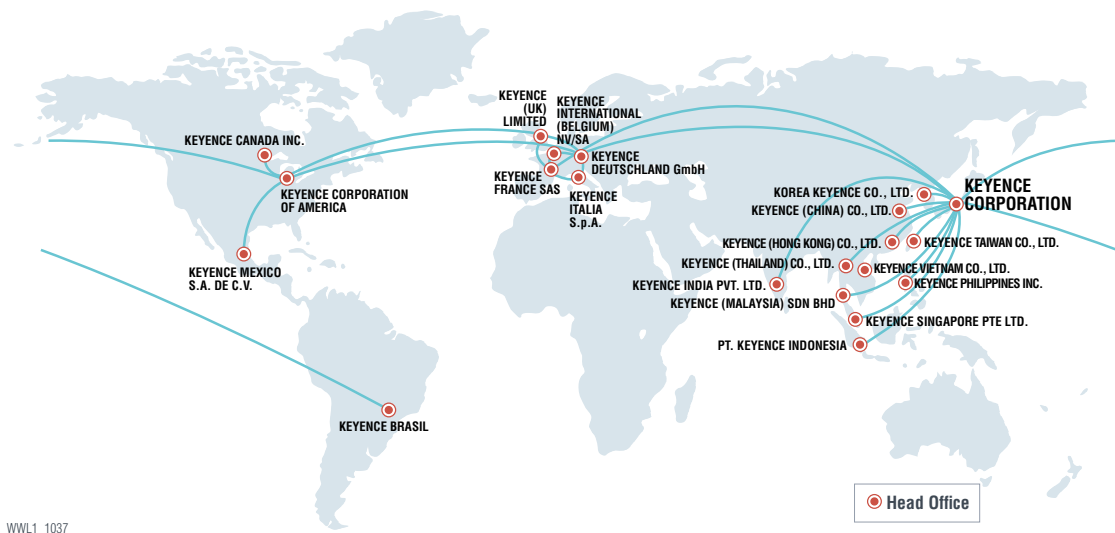 KEYENCE
(UK)
LIMITED
KEYENCE
INTERNATIONAL
(BELGIUM)
NV/SA
KEYENCE CANADA INC.
KEYENCE
DEUTSCHLAND GmbH
KEYENCE
FRANCE SAS
KEYENCE CORPORATION
OF AMERICA
KEYENCE
ITALIA
S.p.A.
KOREA KEYENCE CO., LTD.
KEYENCE
CORPORATION
KEYENCE (CHINA) CO., LTD.
KEYENCE (HONG KONG) CO., LTD.
KEYENCE TAIWAN CO., LTD.
KEYENCE (THAILAND) CO., LTD.
KEYENCE VIETNAM CO., LTD.
KEYENCE MEXICO
S.A. DE C.V.
KEYENCE INDIA PVT. LTD.
KEYENCE PHILIPPINES INC.
KEYENCE (MALAYSIA) SDN BHD
KEYENCE SINGAPORE PTE LTD.
PT. KEYENCE INDONESIA
KEYENCE BRASIL
Head Office
WWL1_1037